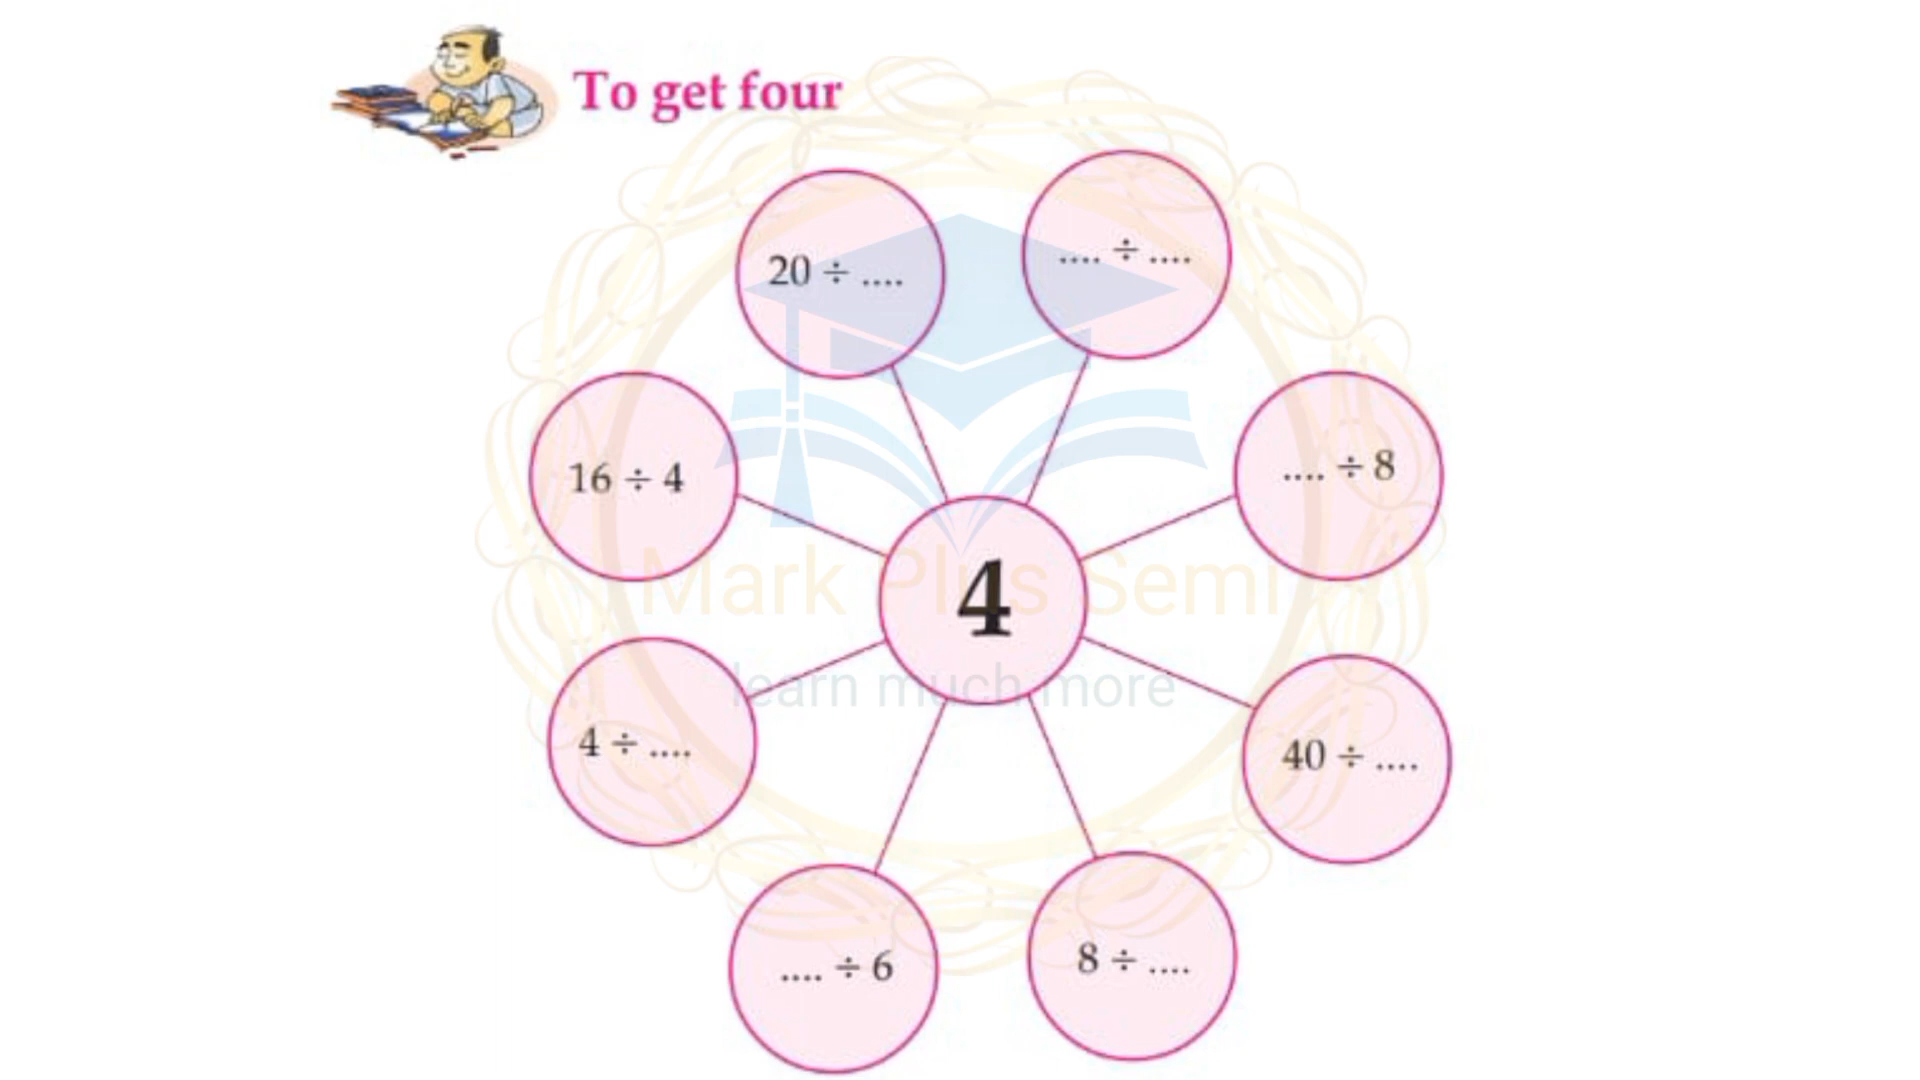 To get four
20 ÷ ....
.... ÷ ....
16 ÷ 4
.... ÷ 8
4
Mark Plus Semi
learn much more
4 ÷ ....
40 ÷ ....
.... ÷ 6
8 ÷ ....